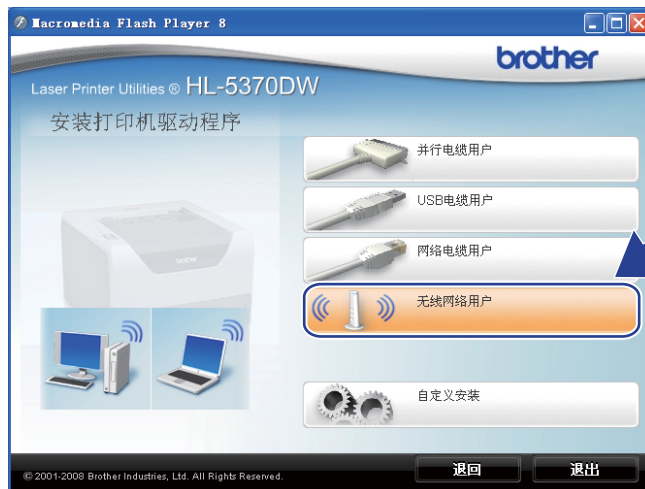 Macromedia Flash Player 8
brother
Laser Printer Utilities ® HL-5370DW
安装打印机驱动程序
并行电缆用户
USB电缆用户
网络电缆用户
无线网络用户
自定义安装
© 2001-2008 Brother Industries, Ltd. All Rights Reserved.
退回
退出